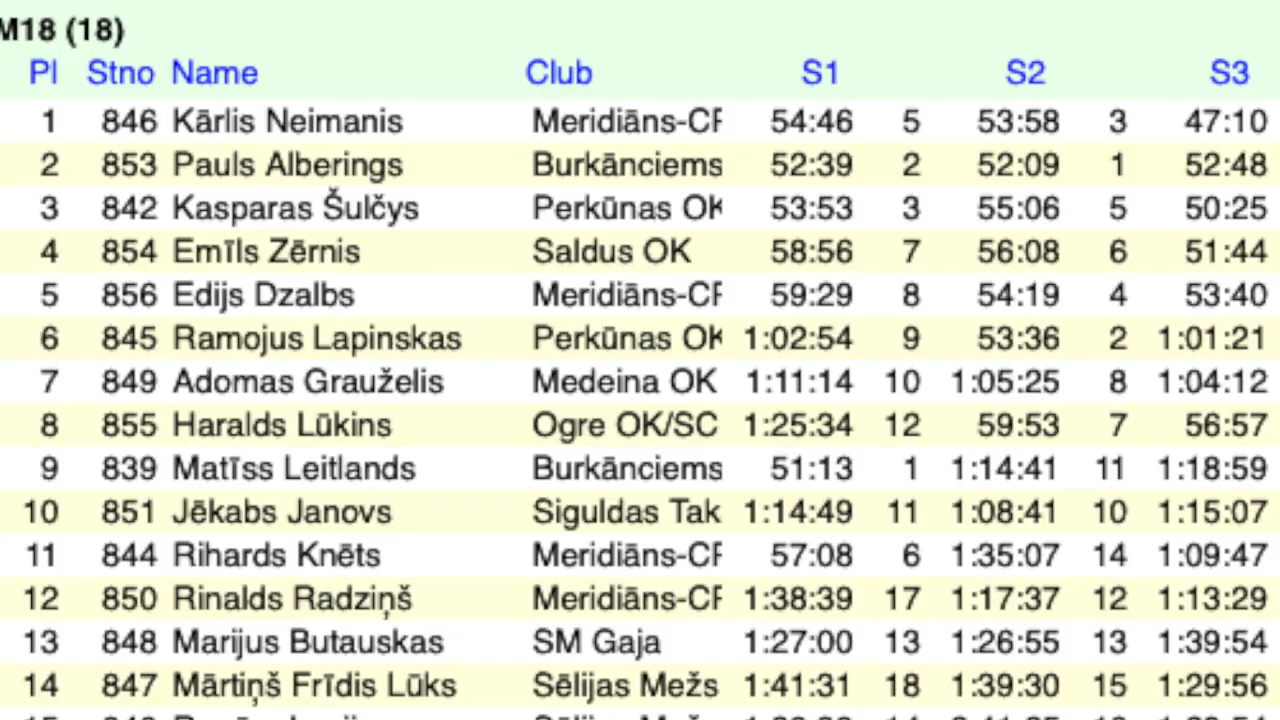 M18 (18)
Pl Stno Name Club S1 S2 S3
1 846 Kārlis Neimanis Meridiāns-CF 54:46 5 53:58 3 47:10
2 853 Pauls Alberings Burkānciems 52:39 2 52:09 1 52:48
3 842 Kasparas Šulčys Perkūnas OK 53:53 3 55:06 5 50:25
4 854 Emīls Zērnis Saldus OK 58:56 7 56:08 6 51:44
5 856 Edijs Dzalbs Meridiāns-CF 59:29 8 54:19 4 53:40
6 845 Ramojus Lapinskas Perkūnas OK 1:02:54 9 53:36 2 1:01:21
7 849 Adomas Grauželis Medeina OK 1:11:14 10 1:05:25 8 1:04:12
8 855 Haralds Lūkins Ogre OK/SC 1:25:34 12 59:53 7 56:57
9 839 Matīss Leitlands Burkānciems 51:13 1 1:14:41 11 1:18:59
10 851 Jēkabs Janovs Siguldas Tak 1:14:49 11 1:08:41 10 1:15:07
11 844 Rihards Knēts Meridiāns-CF 57:08 6 1:35:07 14 1:09:47
12 850 Rinalds Radziņš Meridiāns-CF 1:38:39 17 1:17:37 12 1:13:29
13 848 Marijus Butauskas SM Gaja 1:27:00 13 1:26:55 13 1:39:54
14 847 Mārtiņš Frīdis Lūks Sēlijas Mežs 1:41:31 18 1:39:30 15 1:29:56